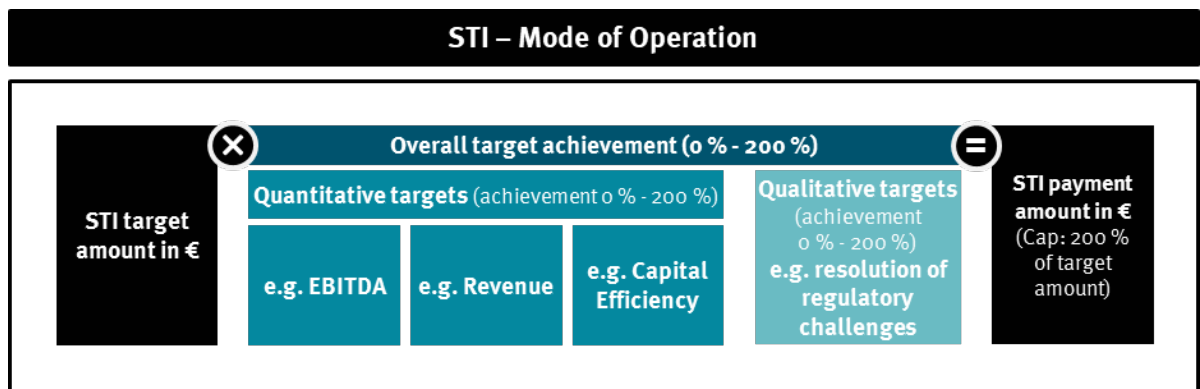 STI – Mode of Operation
STI target
amount in €
×
Overall target achievement (0 % - 200 %)
Quantitative targets (achievement 0 % - 200 %)
e.g. EBITDA
e.g. Revenue
e.g. Capital
Efficiency
Qualitative targets
(achievement
0 % - 200 %)
e.g. resolution of
regulatory
challenges
=
STI payment
amount in €
(Cap: 200 %
of target
amount)